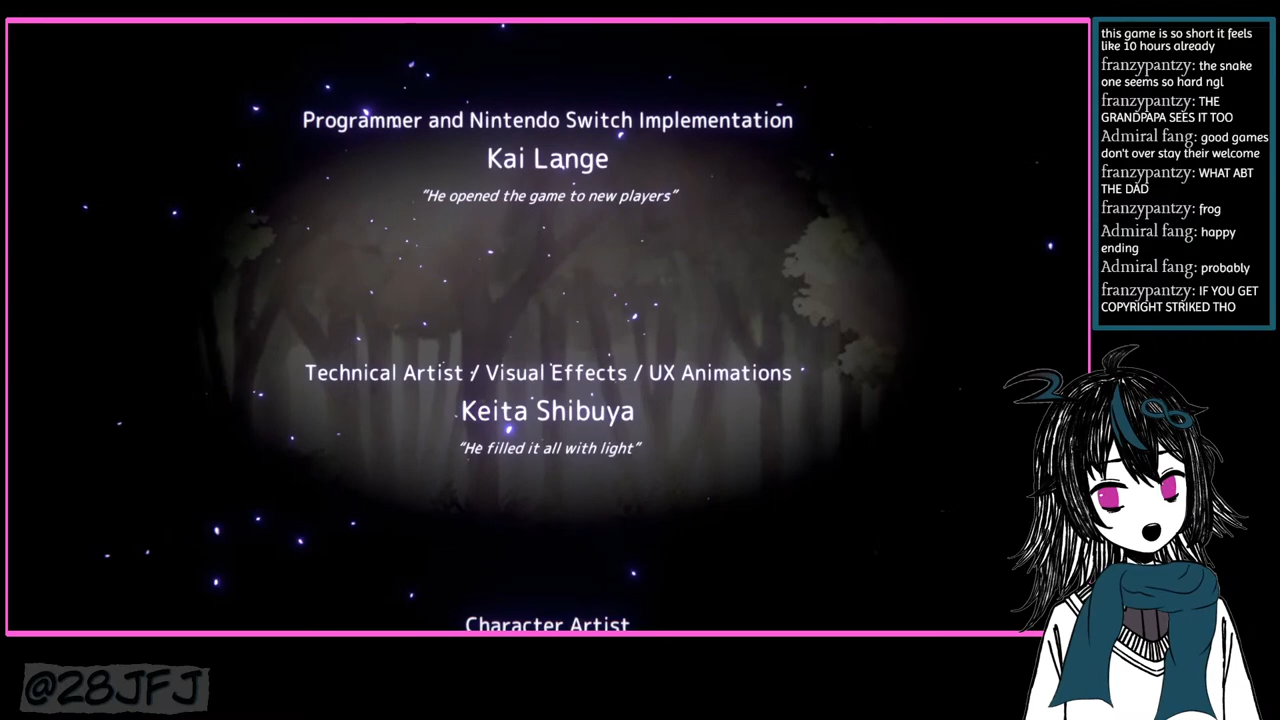 Programmer and Nintendo Switch Implementation
Kai Lange
“He opened the game to new players”
Technical Artist / Visual Effects / UX Animations
Keita Shibuya
“He filled it all with light”
Character Artist
this game is so short it feels
like 10 hours already
franzypantzy: the snake
one seems so hard ngl
franzypantzy: THE
GRANDPAPA SEES IT TOO
Admiral fang: good games
don't over stay their welcome
franzypantzy: WHAT ABT
THE DAD
franzypantzy: frog
Admiral fang: happy
ending
Admiral fang: probably
franzypantzy: IF YOU GET
COPYRIGHT STRIKED THO
2 8
@28JFJ